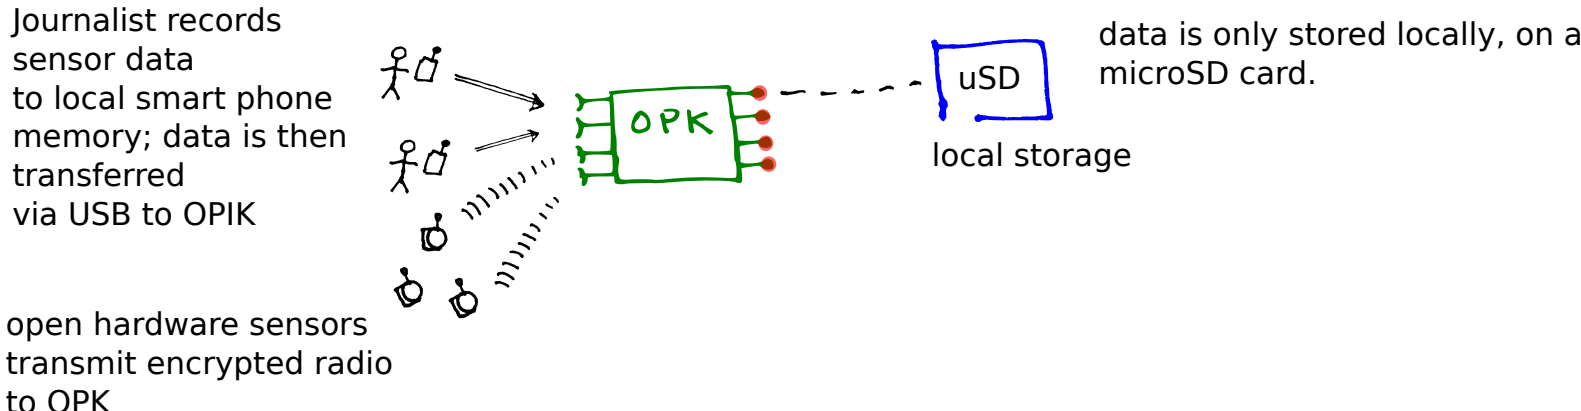 Journalist records
sensor data
to local smart phone
memory; data is then
transferred
via USB to OPIK
open hardware sensors
transmit encrypted radio
to OPK
OPK
uSD
local storage
data is only stored locally, on a
microSD card.